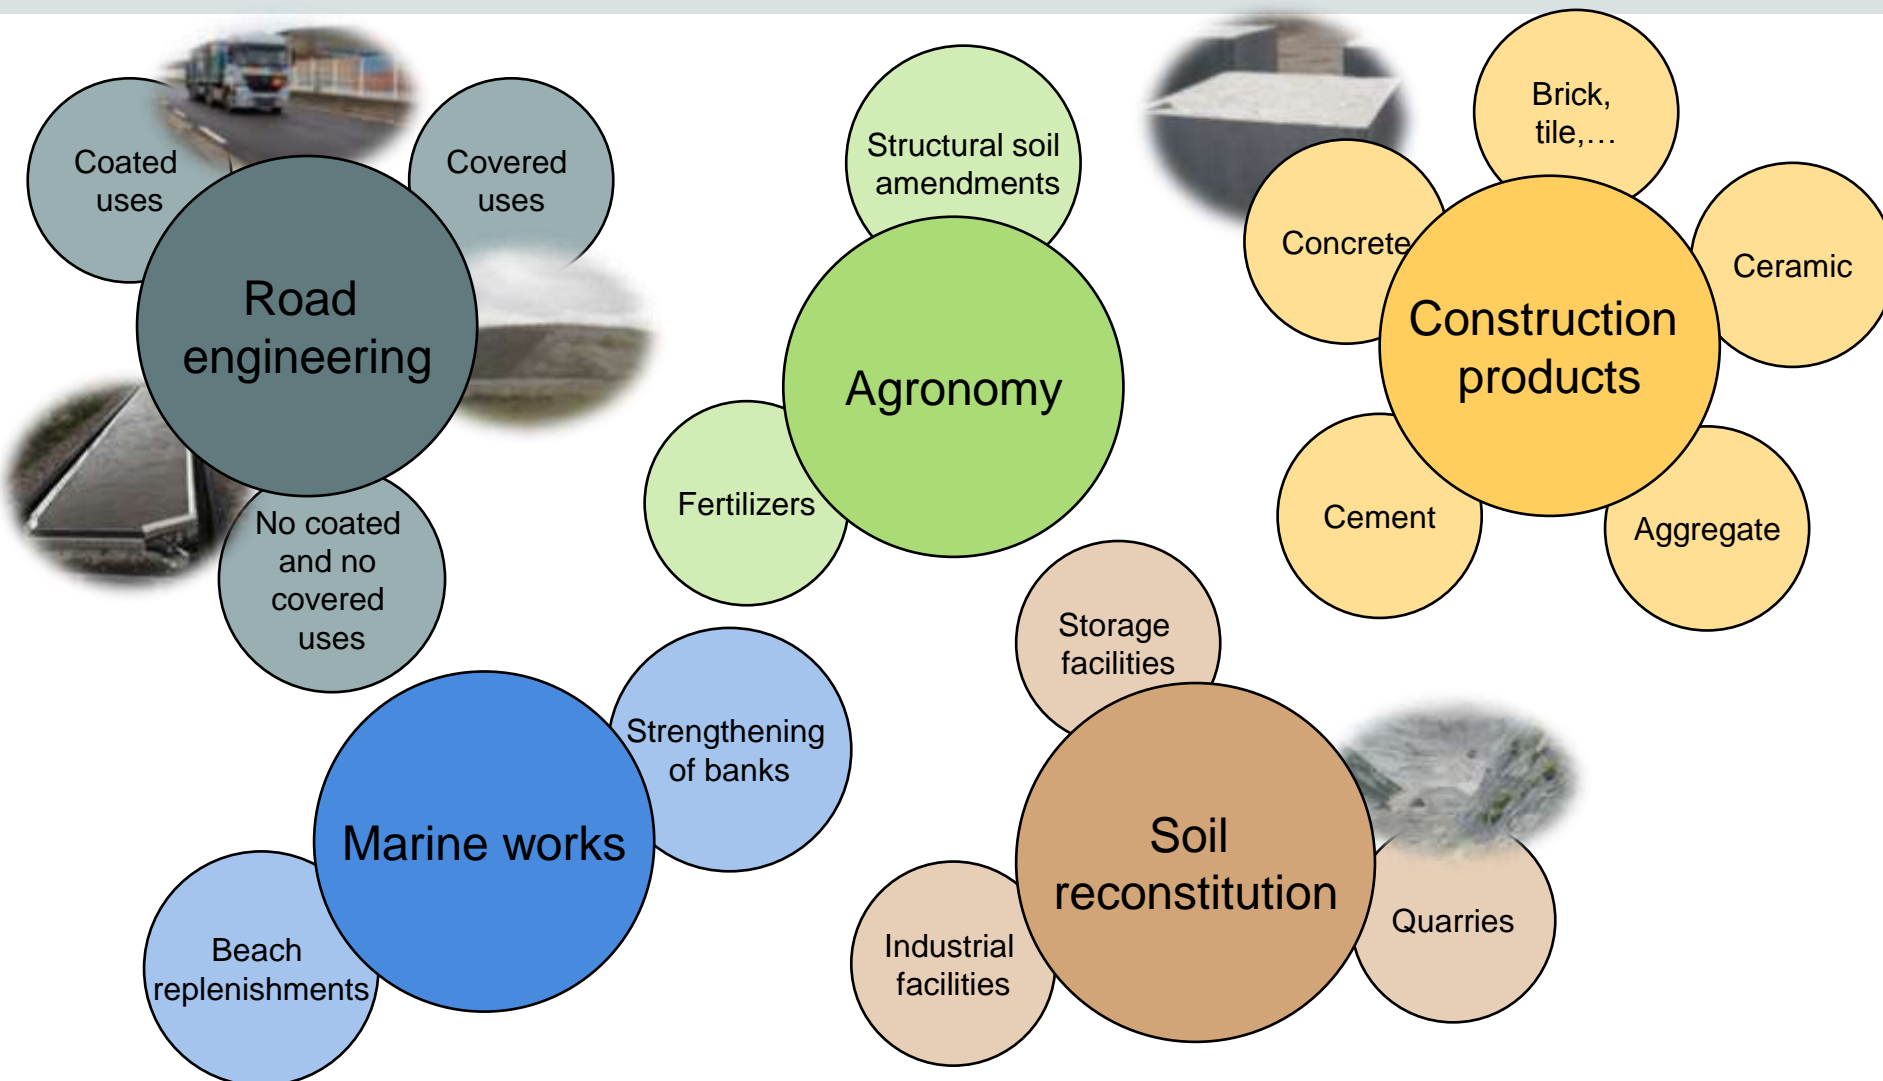 Coated
uses
Covered
uses
Road
engineering
No coated
and no
covered
uses
Structural soil
amendments
Agronomy
Fertilizers
Brick,
tile,…
Concrete
Ceramic
Construction
products
Cement
Aggregate
Strengthening
of banks
Marine works
Beach
replenishments
Storage
facilities
Soil
reconstitution
Quarries
Industrial
facilities